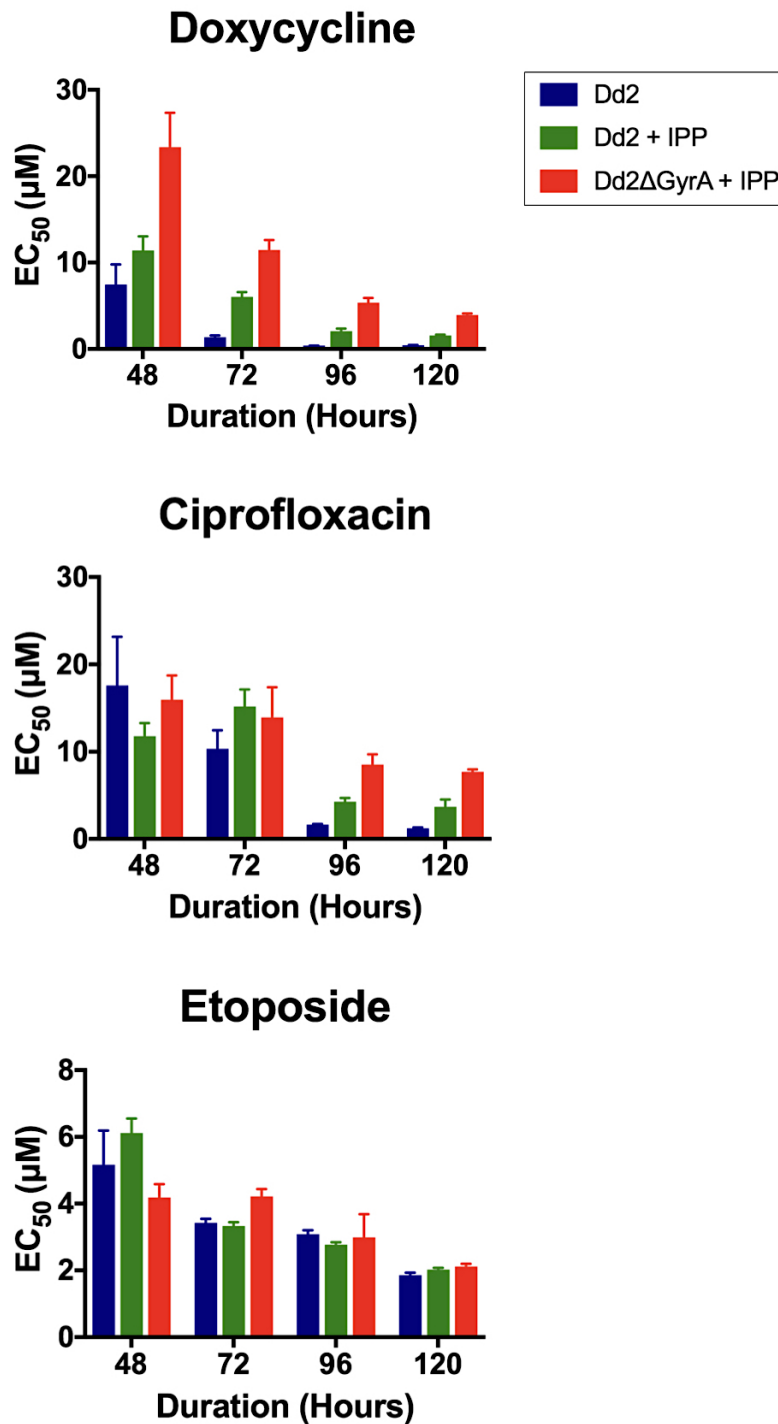 Doxycycline
Dd2
Dd2 + IPP
Dd2ΔGyrA + IPP
EC50 (µM)
30
20
10
0
48 72 96 120
Duration (Hours)
Ciprofloxacin
EC50 (µM)
30
20
10
0
48 72 96 120
Duration (Hours)
Etoposide
EC50 (µM)
8
6
4
2
0
48 72 96 120
Duration (Hours)